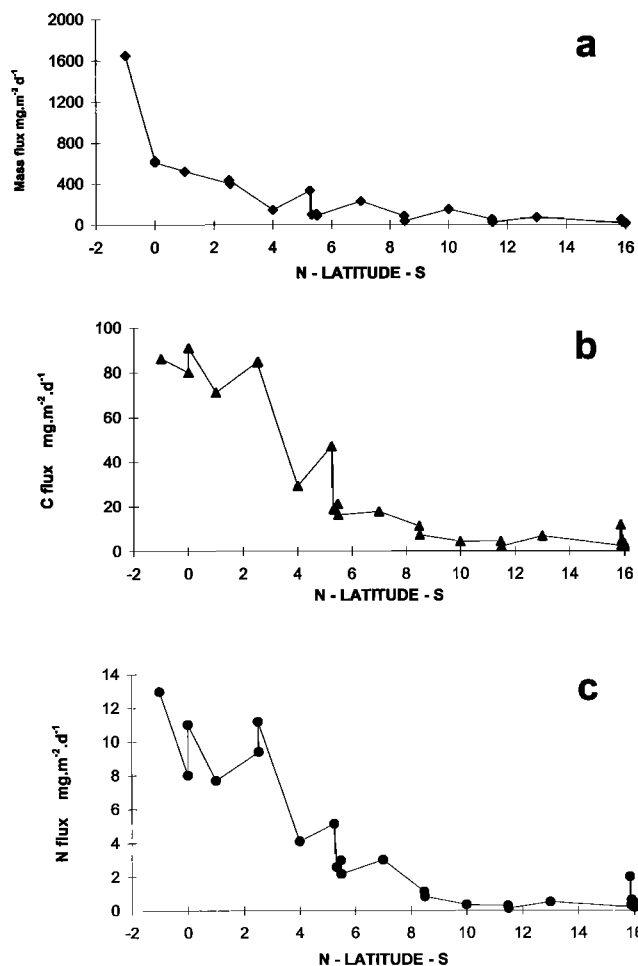 a
Mass flux mg.m⁻² d⁻¹
2000
1600
1200
800
400
0
-2 0 2 4 6 8 10 12 14 16
N - LATITUDE - S
b
C flux mg.m⁻².d⁻¹
100
80
60
40
20
0
-2 0 2 4 6 8 10 12 14 16
N - LATITUDE - S
c
N flux mg.m⁻².d⁻¹
14
12
10
8
6
4
2
0
-2 0 2 4 6 8 10 12 14 16
N - LATITUDE - S